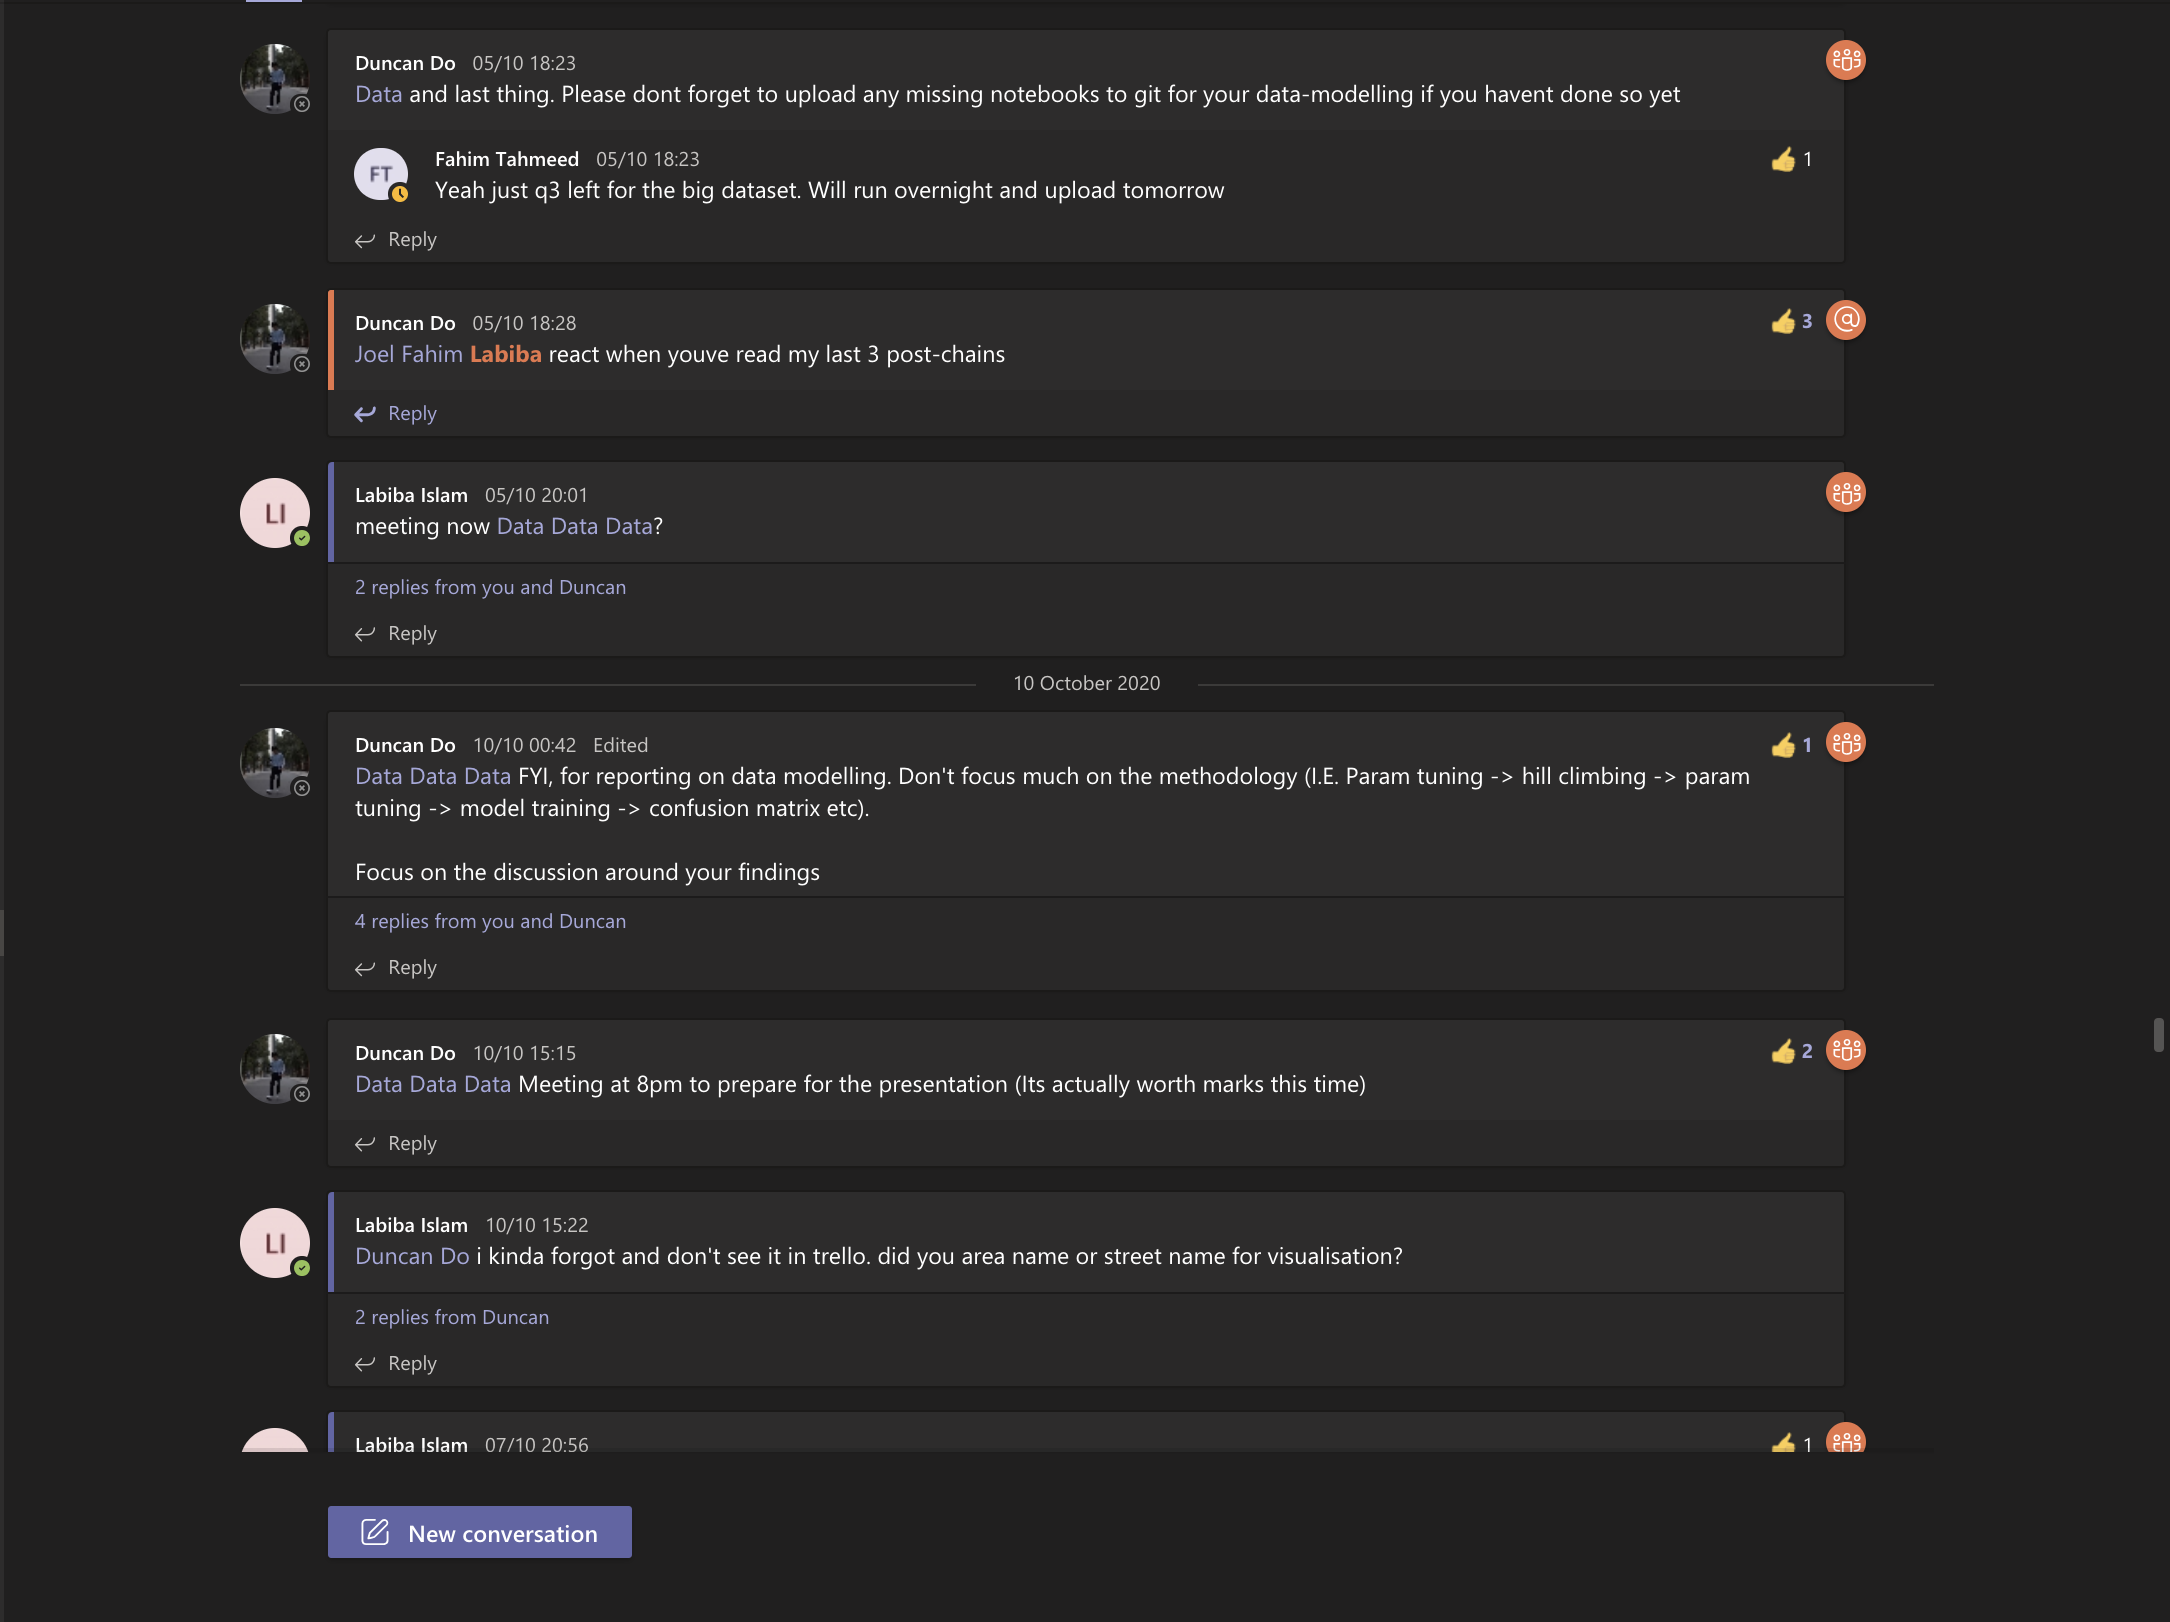 Duncan Do 05/10 18:23
Data and last thing. Please dont forget to upload any missing notebooks to git for your data-modelling if you havent done so yet
FT
Fahim Tahmeed 05/10 18:23
1
Yeah just q3 left for the big dataset. Will run overnight and upload tomorrow
Reply
Duncan Do 05/10 18:28
3
Joel Fahim Labiba react when youve read my last 3 post-chains
Reply
LI
Labiba Islam 05/10 20:01
meeting now Data Data Data?
2 replies from you and Duncan
Reply
10 October 2020
Duncan Do 10/10 00:42 Edited
1
Data Data Data FYI, for reporting on data modelling. Don't focus much on the methodology (I.E. Param tuning -> hill climbing -> param
tuning -> model training -> confusion matrix etc).
Focus on the discussion around your findings
4 replies from you and Duncan
Reply
Duncan Do 10/10 15:15
2
Data Data Data Meeting at 8pm to prepare for the presentation (Its actually worth marks this time)
Reply
LI
Labiba Islam 10/10 15:22
Duncan Do i kinda forgot and don't see it in trello. did you area name or street name for visualisation?
2 replies from Duncan
Reply
Labiba Islam 07/10 20:56
1
New conversation